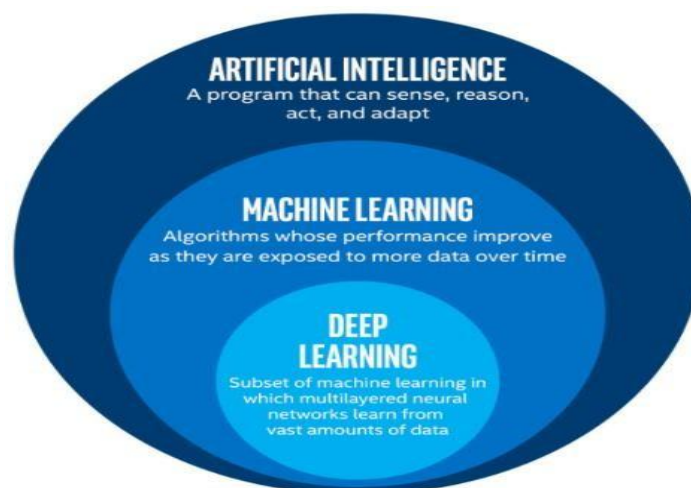 ARTIFICIAL INTELLIGENCE
A program that can sense, reason,
act, and adapt
MACHINE LEARNING
Algorithms whose performance improve
as they are exposed to more data over time
DEEP
LEARNING
Subset of machine learning in
which multilayered neural
networks learn from
vast amounts of data